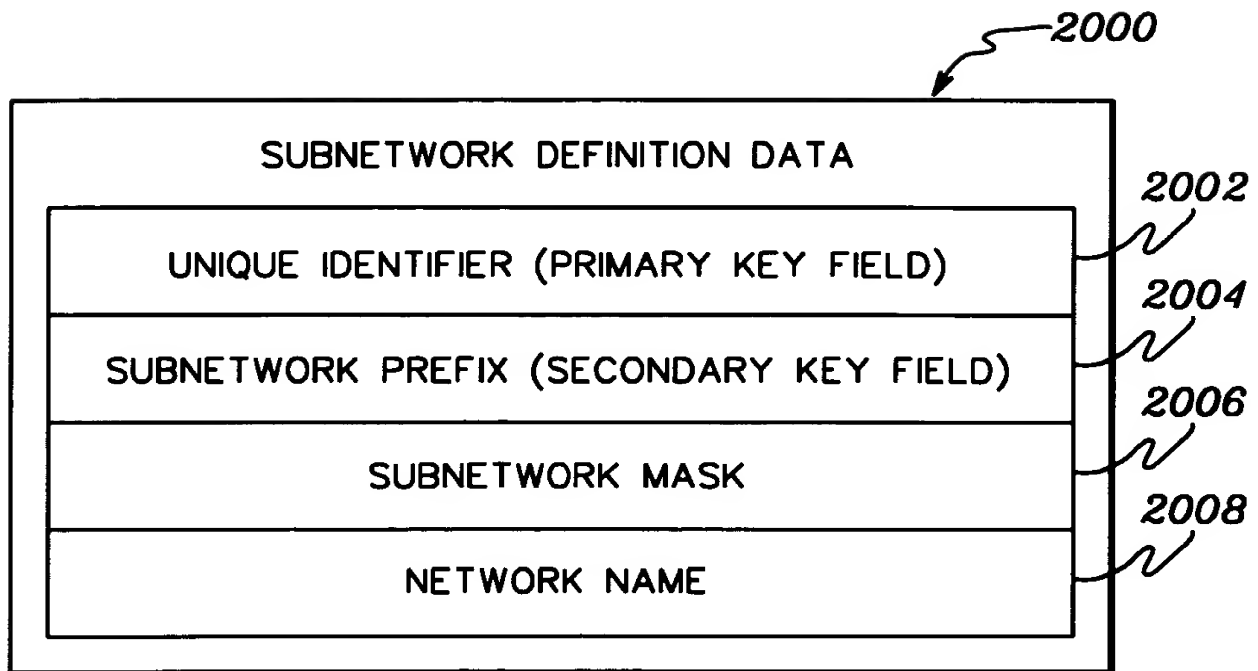 2000
SUBNETWORK DEFINITION DATA
2002
UNIQUE IDENTIFIER (PRIMARY KEY FIELD)
2004
SUBNETWORK PREFIX (SECONDARY KEY FIELD)
2006
SUBNETWORK MASK
2008
NETWORK NAME